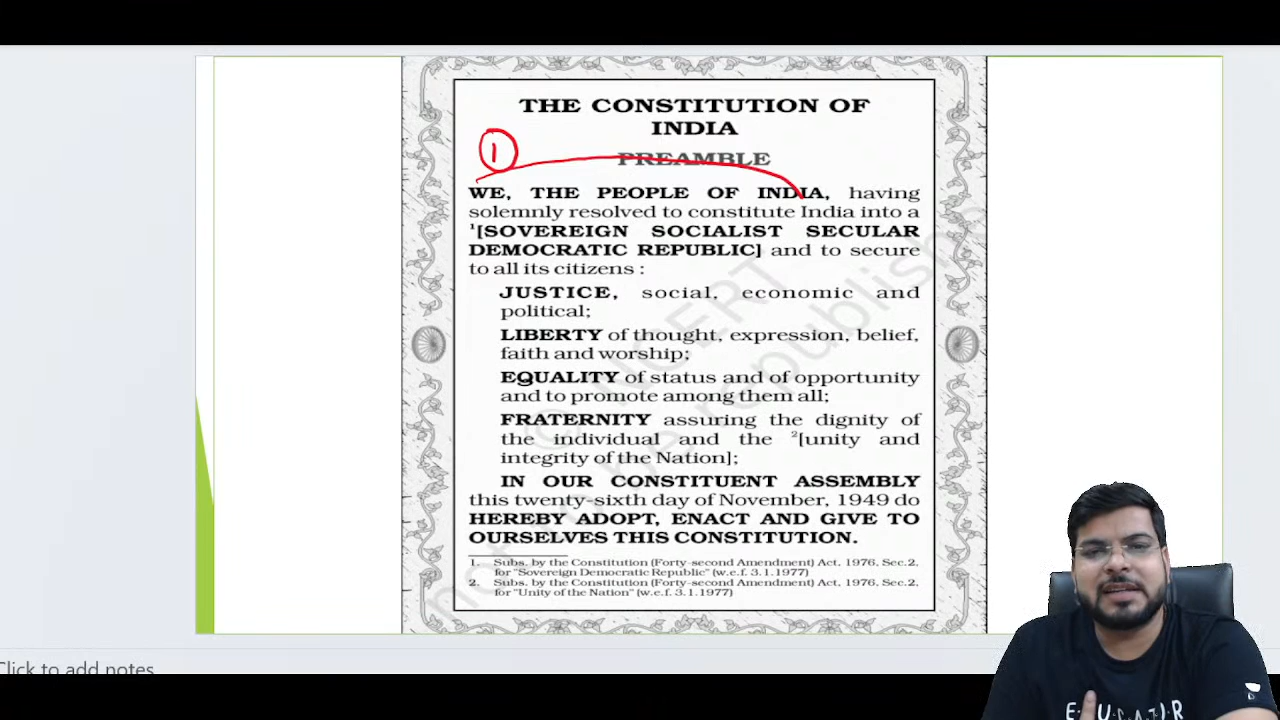 THE CONSTITUTION OF
INDIA
PREAMBLE
1
WE, THE PEOPLE OF INDIA, having
solemnly resolved to constitute India into a
1[SOVEREIGN SOCIALIST SECULAR
DEMOCRATIC REPUBLIC] and to secure
to all its citizens :
JUSTICE, social, economic and
political;
LIBERTY of thought, expression, belief,
faith and worship;
EQUALITY of status and of opportunity
and to promote among them all;
FRATERNITY assuring the dignity of
the individual and the 2[unity and
integrity of the Nation];
IN OUR CONSTITUENT ASSEMBLY
this twenty-sixth day of November, 1949 do
HEREBY ADOPT, ENACT AND GIVE TO
OURSELVES THIS CONSTITUTION.
1. Subs. by the Constitution (Forty-second Amendment) Act, 1976, Sec.2,
for "Sovereign Democratic Republic" (w.e.f. 3.1.1977)
2. Subs. by the Constitution (Forty-second Amendment) Act, 1976, Sec.2,
for "Unity of the Nation" (w.e.f. 3.1.1977)
© NCERT
not to be republished
Click to add notes